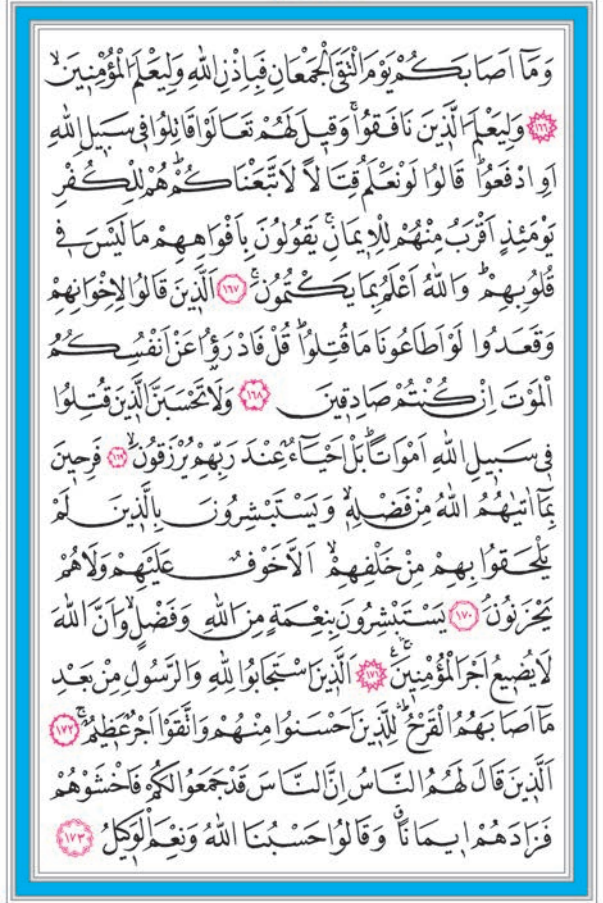 وَمَٓا اَصَابَكُمْ يَوْمَ الْتَقَى الْجَمْعَانِ فَبِاِذْنِ اللّٰهِ وَلِيَعْلَمَ الْمُؤْمِن۪ينَۙ
﴿١٦٦﴾ وَلِيَعْلَمَ الَّذ۪ينَ نَافَقُواۚ وَق۪يلَ لَهُمْ تَعَالَوْا قَاتِلُوا ف۪ي سَب۪يلِ اللّٰهِ
اَوِ ادْفَعُواۜ قَالُوا لَوْ نَعْلَمُ قِتَالًا لَاتَّبَعْنَاكُمْۜ هُمْ لِلْكُفْرِ
يَوْمَئِذٍ اَقْرَبُ مِنْهُمْ لِلْا۪يمَانِۚ يَقُولُونَ بِاَفْوَاهِهِمْ مَا لَيْسَ ف۪ي
قُلُوبِهِمْۜ وَاللّٰهُ اَعْلَمُ بِمَا يَكْتُمُونَۚ ﴿١٦٧﴾ اَلَّذ۪ينَ قَالُوا لِاِخْوَانِهِمْ
وَقَعَدُوا لَوْ اَطَاعُونَا مَا قُتِلُواۜ قُلْ فَادْرَؤُ۫ا عَنْ اَنْفُسِكُمُ
الْمَوْتَ اِنْ كُنْتُمْ صَادِق۪ينَ ﴿١٦٨﴾ وَلَا تَحْسَبَنَّ الَّذ۪ينَ قُتِلُوا
ف۪ي سَب۪يلِ اللّٰهِ اَمْوَاتًاۜ بَلْ اَحْيَٓاءٌ عِنْدَ رَبِّهِمْ يُرْزَقُونَۙ ﴿١٦٩﴾ فَرِح۪ينَ
بِمَٓا اٰتٰيهُمُ اللّٰهُ مِنْ فَضْلِه۪ۙ وَيَسْتَبْشِرُونَ بِالَّذ۪ينَ لَمْ
يَلْحَقُوا بِهِمْ مِنْ خَلْفِهِمْۙ اَلَّا خَوْفٌ عَلَيْهِمْ وَلَا هُمْ
يَحْزَنُونَۢ ﴿١٧٠﴾ يَسْتَبْشِرُونَ بِنِعْمَةٍ مِنَ اللّٰهِ وَفَضْلٍۙ وَاَنَّ اللّٰهَ
لَا يُض۪يعُ اَجْرَ الْمُؤْمِن۪ينَۚۛ ﴿١٧١﴾ اَلَّذ۪ينَ اسْتَجَابُوا لِلّٰهِ وَالرَّسُولِ مِنْ بَعْدِ
مَٓا اَصَابَهُمُ الْقَرْحُۜۛ لِلَّذ۪ينَ اَحْسَنُوا مِنْهُمْ وَاتَّقَوْا اَجْرٌ عَظ۪يمٌۚ ﴿١٧٢﴾
اَلَّذ۪ينَ قَالَ لَهُمُ النَّاسُ اِنَّ النَّاسَ قَدْ جَمَعُوا لَكُمْ فَاخْشَوْهُمْ
فَزَادَهُمْ ا۪يمَانًاۗ وَقَالُوا حَسْبُنَا اللّٰهُ وَنِعْمَ الْوَك۪يلُ ﴿١٧٣﴾